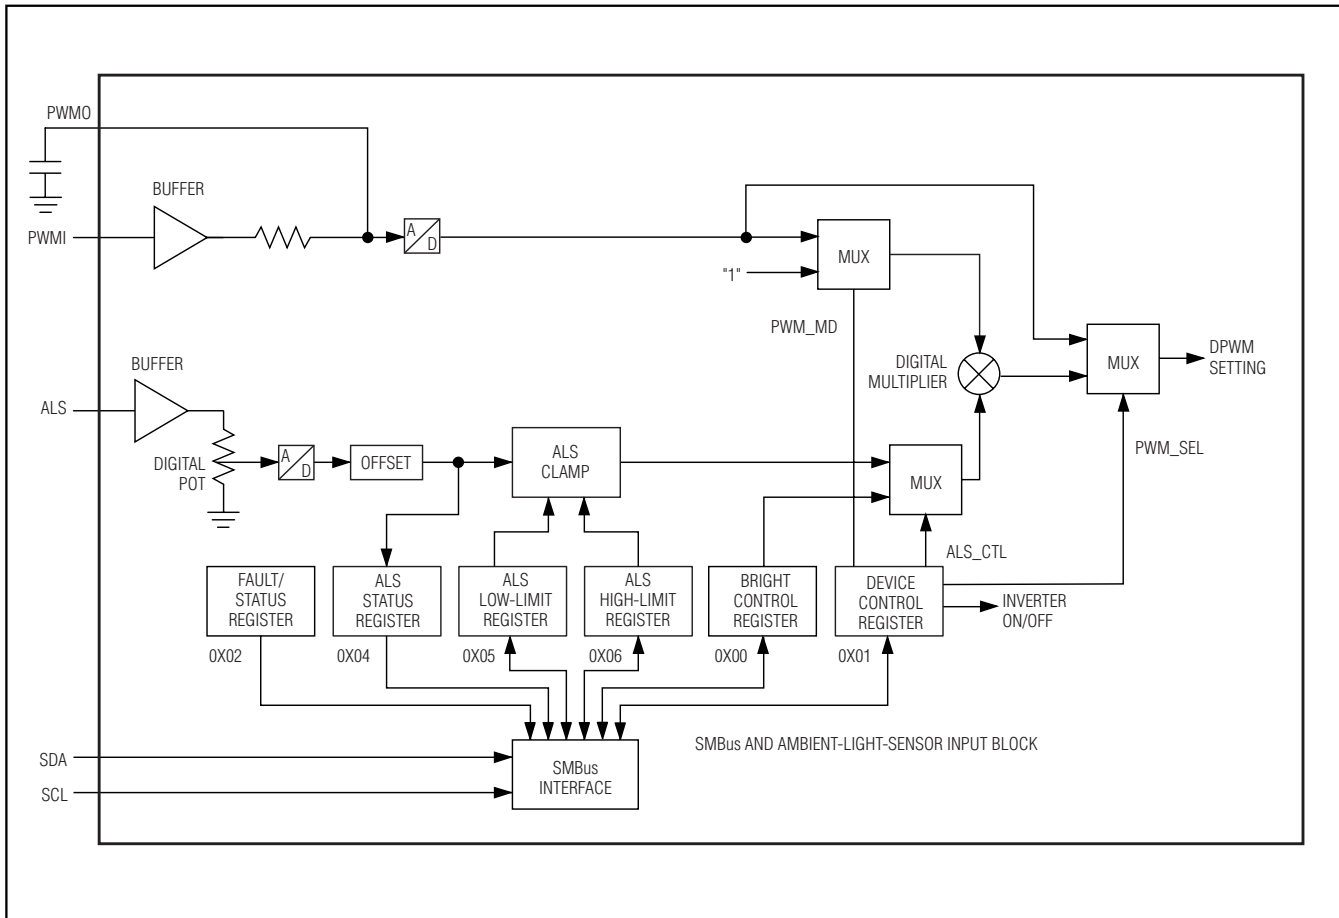 PWMO
BUFFER
PWMI
A
D
MUX
"1"
PWM_MD
DIGITAL
MULTIPLIER
MUX
DPWM
SETTING
BUFFER
ALS
DIGITAL
POT
A
D
OFFSET
ALS
CLAMP
MUX
PWM_SEL
ALS_CTL
FAULT/
STATUS
REGISTER
ALS
STATUS
REGISTER
ALS
LOW-LIMIT
REGISTER
ALS
HIGH-LIMIT
REGISTER
BRIGHT
CONTROL
REGISTER
DEVICE
CONTROL
REGISTER
INVERTER
ON/OFF
0X02
0X04
0X05
0X06
0X00
0X01
SDA
SCL
SMBus
INTERFACE
SMBus AND AMBIENT-LIGHT-SENSOR INPUT BLOCK